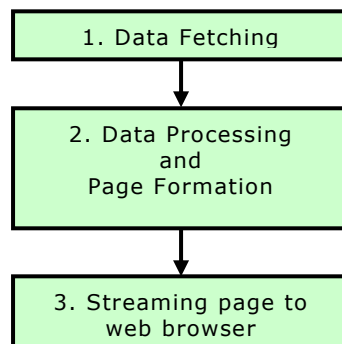 1. Data Fetching
2. Data Processing
and
Page Formation
3. Streaming page to
web browser